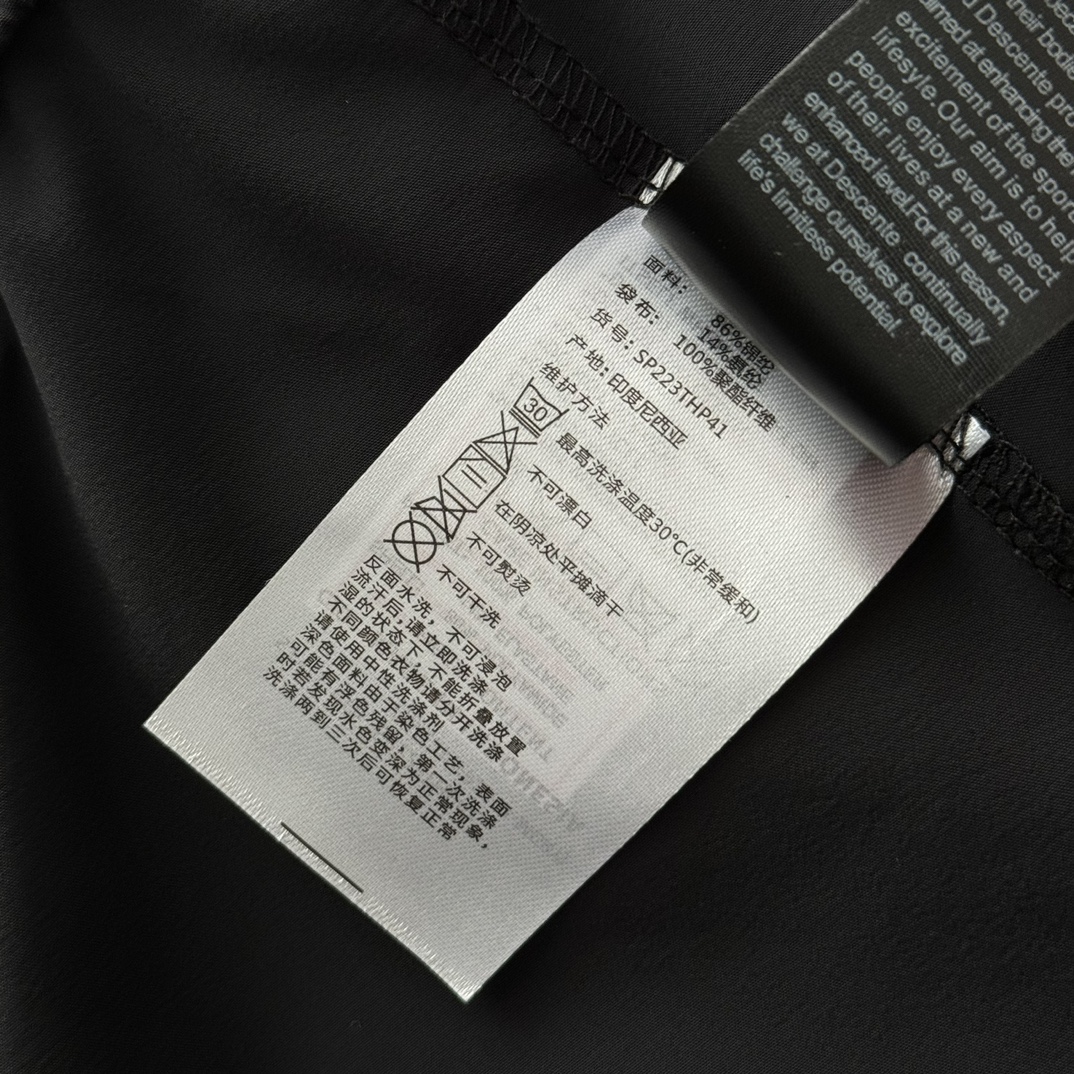 their bod
d Descente pro
aimed at enhancing the
excitement of the spot
lifesyle.Our aim is to help
people enjoy every aspect
of their lives at a new and
enhanced level.For this reason,
we at Descente continually
challenge ourselves to explore
life's limitless potential.
面料:
86%锦纶
14%氨纶
袋布: 100%聚酯纤维
货号: SP223THP41
产地: 印度尼西亚
维护方法
30 最高洗涤温度30°C(非常缓和)
不可漂白
在阴凉处平摊滴干
不可熨烫
不可干洗
反面水洗, 不可浸泡
流汗后, 请立即洗涤
湿的状态下, 不能折叠放置
不同颜色衣物请分开洗涤
请使用中性洗涤剂
深色面料由于染色工艺, 表面
可能有浮色残留, 第一次洗涤
时若发现水色变深为正常现象,
洗涤两到三次后可恢复正常